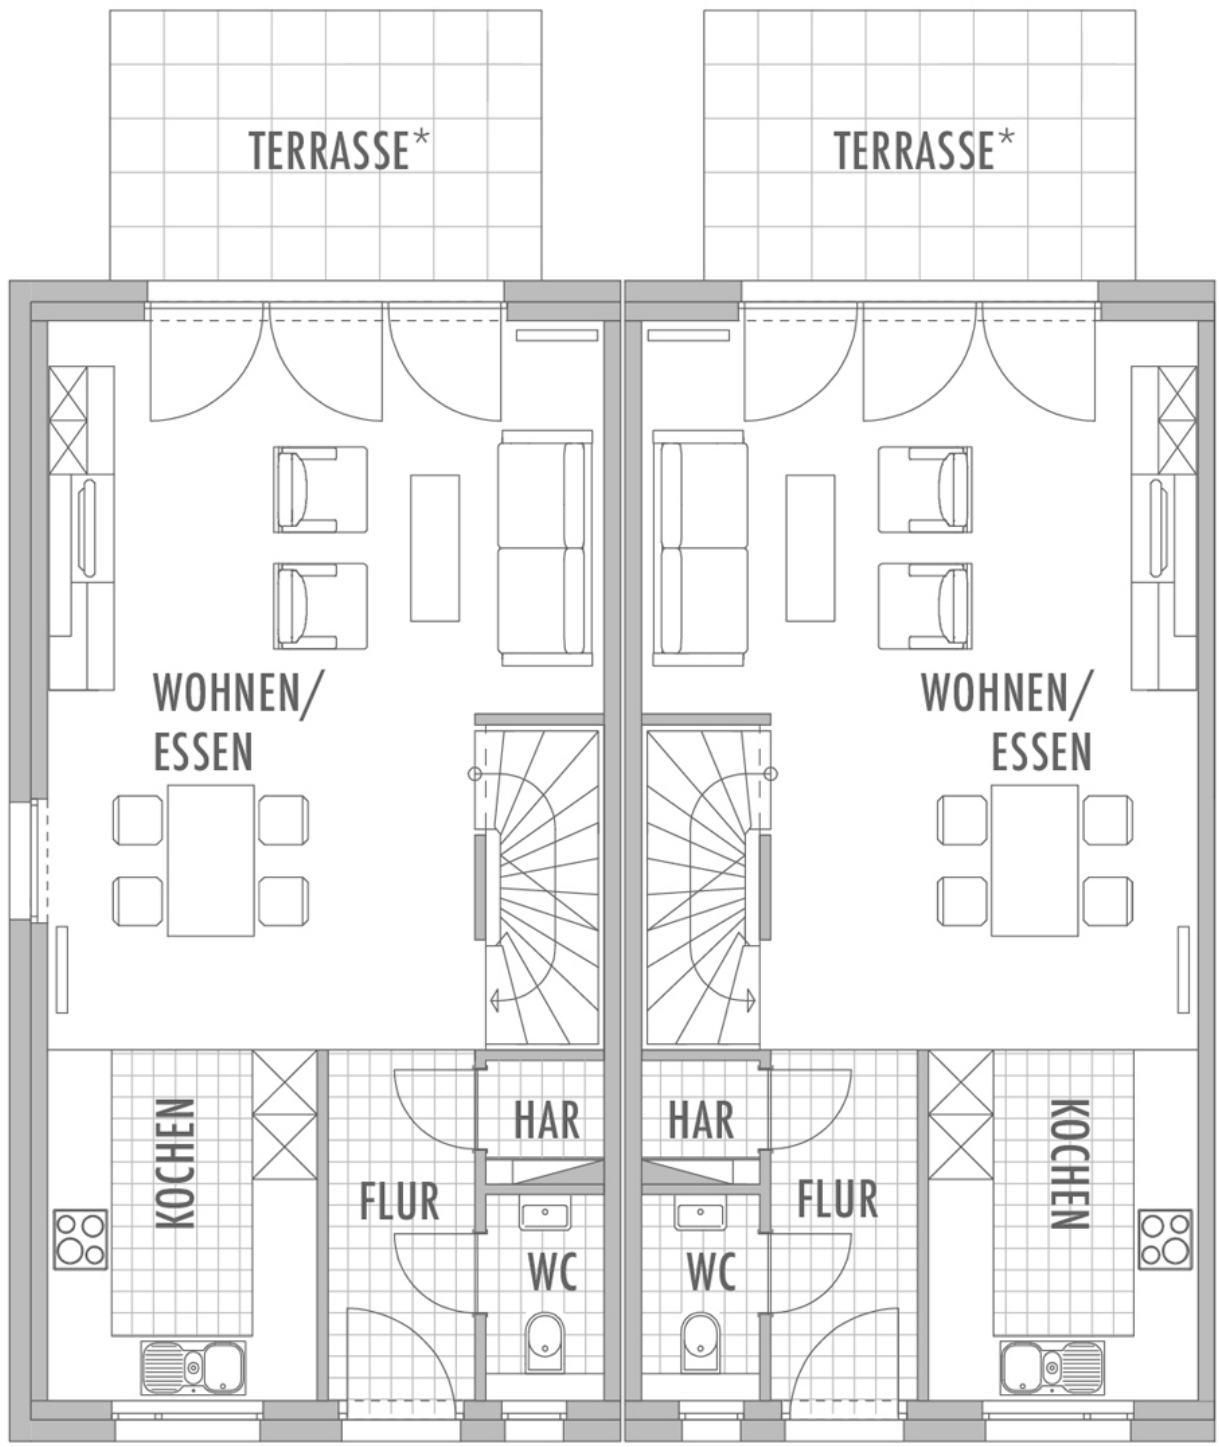 TERRASSE*
TERRASSE*
WOHNEN/
ESSEN
WOHNEN/
ESSEN
KOCHEN
HAR
FLUR
WC
HAR
FLUR
WC
KOCHEN